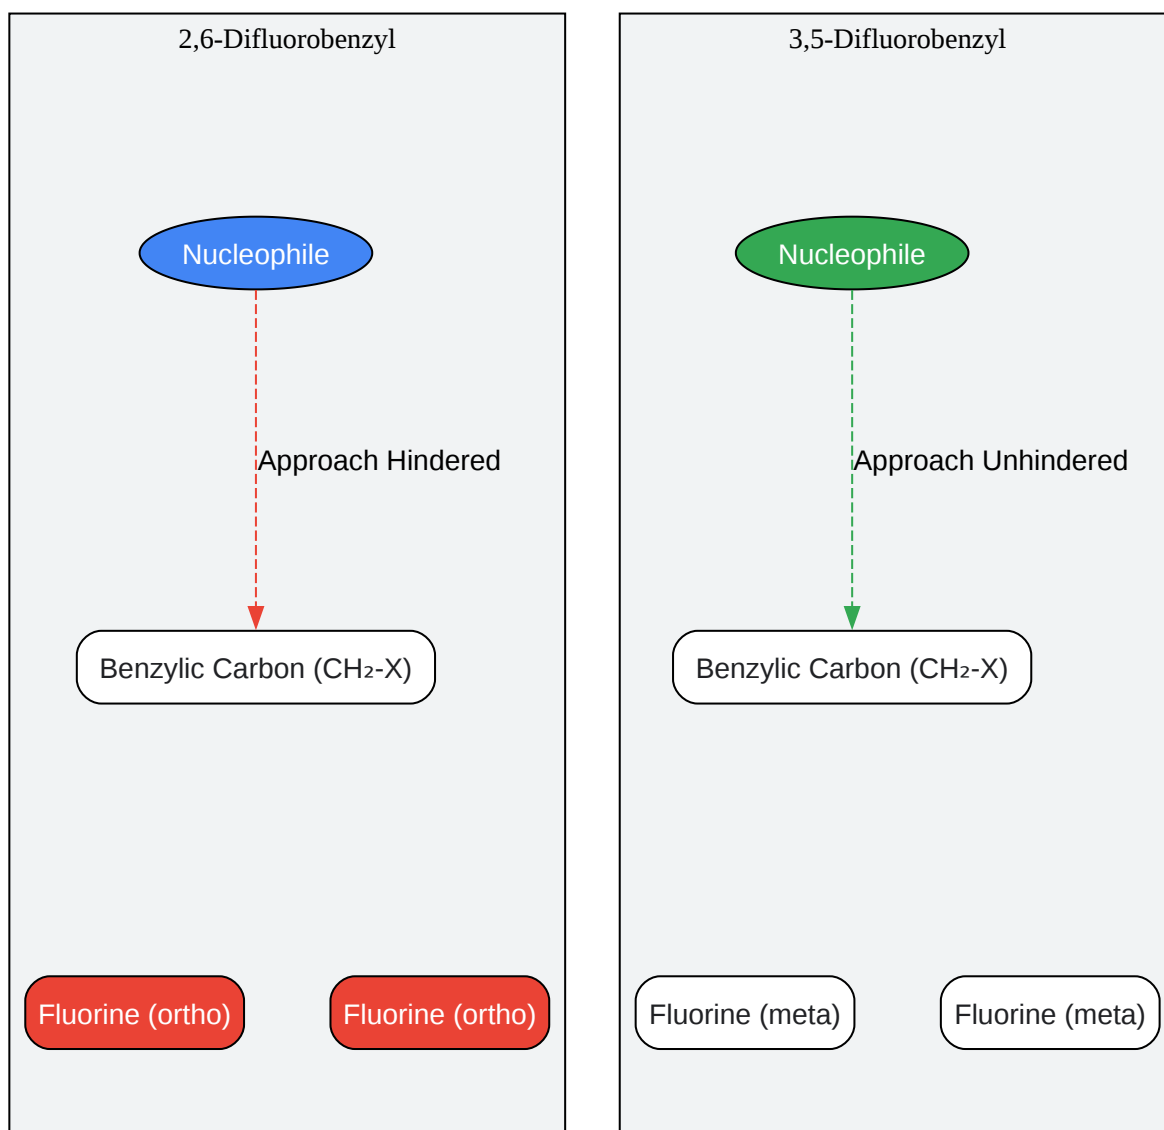 2,6-Difluorobenzyl
Nucleophile
Approach Hindered
Benzylic Carbon (CH₂-X)
Fluorine (ortho)
Fluorine (ortho)
3,5-Difluorobenzyl
Nucleophile
Approach Unhindered
Benzylic Carbon (CH₂-X)
Fluorine (meta)
Fluorine (meta)